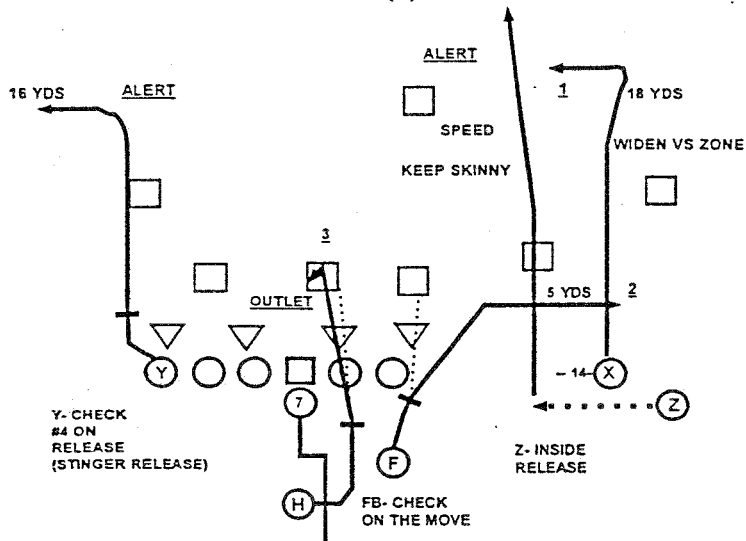 ALERT
16 YDS
ALERT
1
18 YDS
SPEED
WIDEN VS ZONE
KEEP SKINNY
3
OUTLET
5 YDS
2
Y
7
- 14 -
X
Z
F
H
Y- CHECK
#4 ON
RELEASE
(STINGER RELEASE)
FB- CHECK
ON THE MOVE
Z- INSIDE
RELEASE